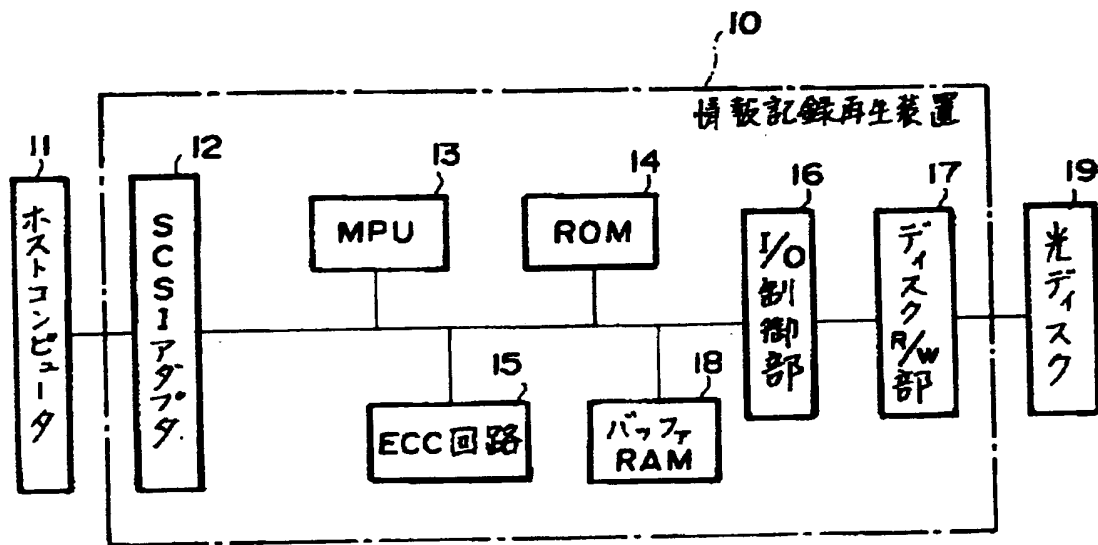 10
情報記録再生装置
11
ホストコンピュータ
12
SCSIアダプタ
13
MPU
14
ROM
15
ECC回路
18
バッファ
RAM
16
I/O制御部
17
ディスクR/W部
19
光ディスク